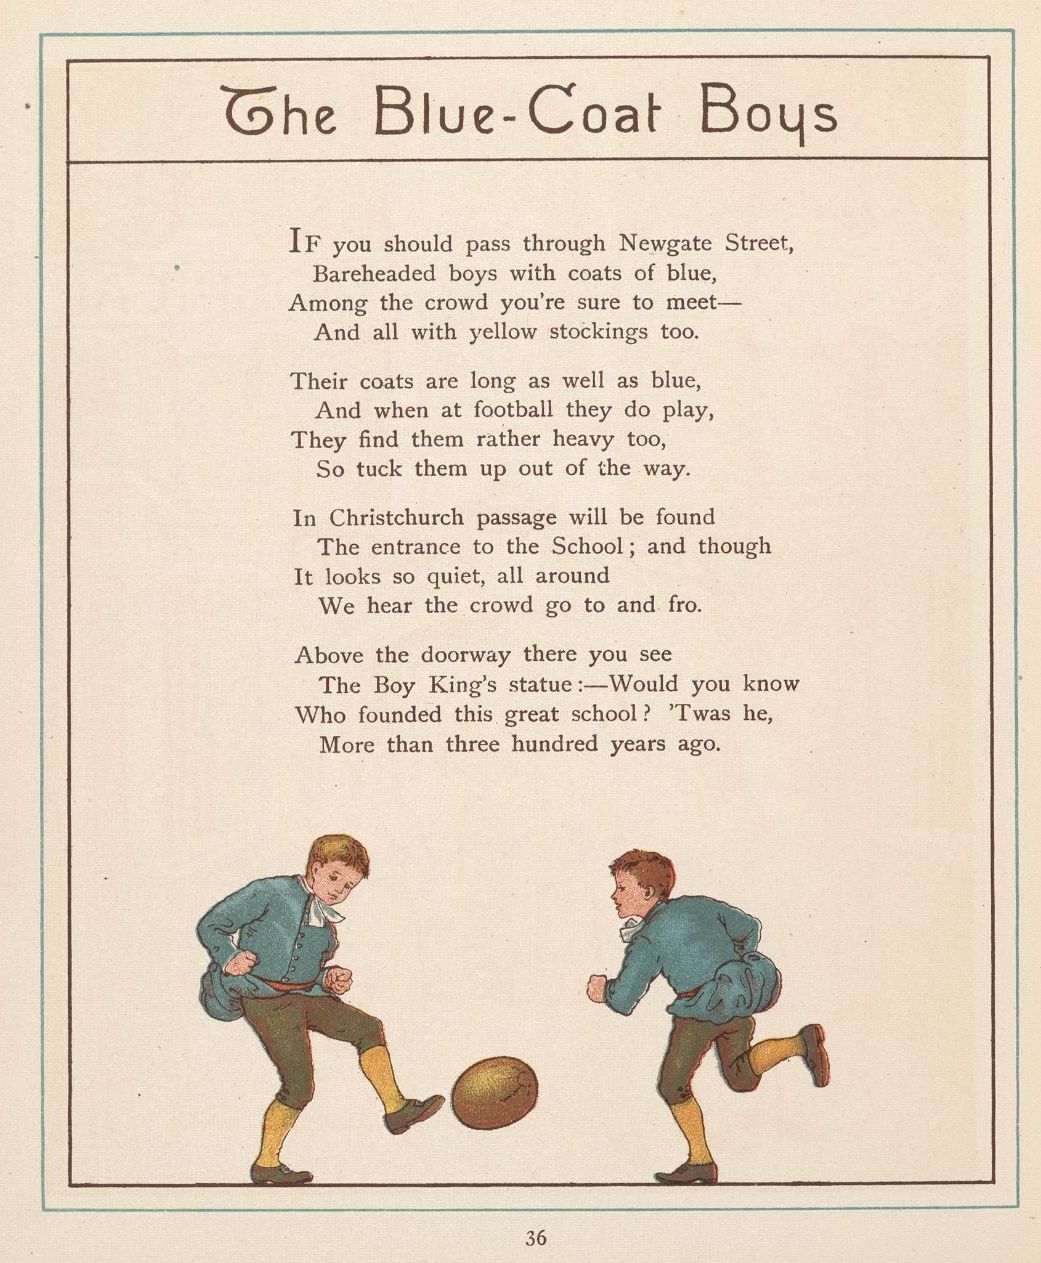 The Blue-Coat Boys
IF you should pass through Newgate Street,
Bareheaded boys with coats of blue,
Among the crowd you're sure to meet—
And all with yellow stockings too.
Their coats are long as well as blue,
And when at football they do play,
They find them rather heavy too,
So tuck them up out of the way.
In Christchurch passage will be found
The entrance to the School; and though
It looks so quiet, all around
We hear the crowd go to and fro.
Above the doorway there you see
The Boy King's statue:—Would you know
Who founded this great school? 'Twas he,
More than three hundred years ago.
36